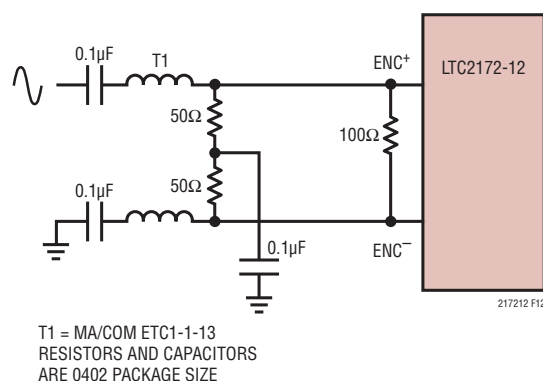 0.1µF
T1
ENC+
LTC2172-12
50Ω
100Ω
50Ω
0.1µF
0.1µF
ENC–
217212 F12
T1 = MA/COM ETC1-1-13
RESISTORS AND CAPACITORS
ARE 0402 PACKAGE SIZE